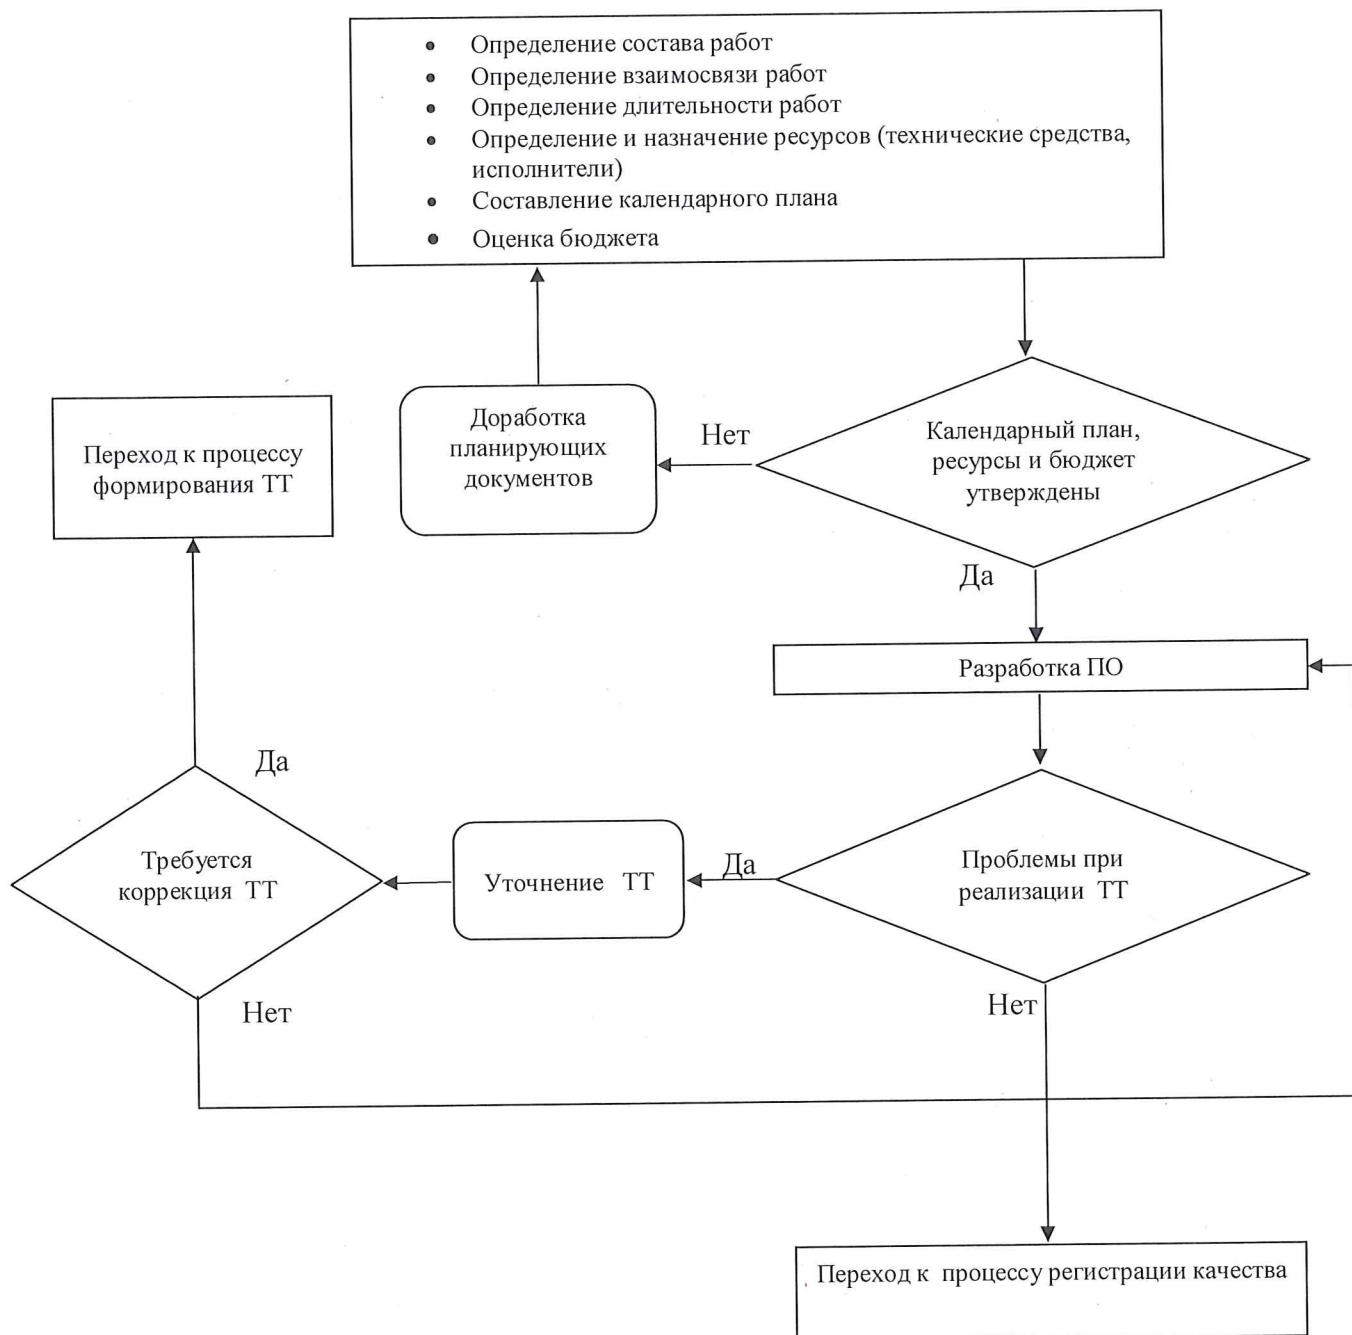 • Определение состава работ
• Определение взаимосвязи работ
• Определение длительности работ
• Определение и назначение ресурсов (технические средства,
исполнители)
• Составление календарного плана
• Оценка бюджета
Доработка
планирующих
документов
Нет
Календарный план,
ресурсы и бюджет
утверждены
Переход к процессу
формирования ТТ
Да
Разработка ПО
Да
Требуется
коррекция ТТ
Уточнение ТТ
Да
Проблемы при
реализации ТТ
Нет
Нет
Переход к процессу регистрации качества